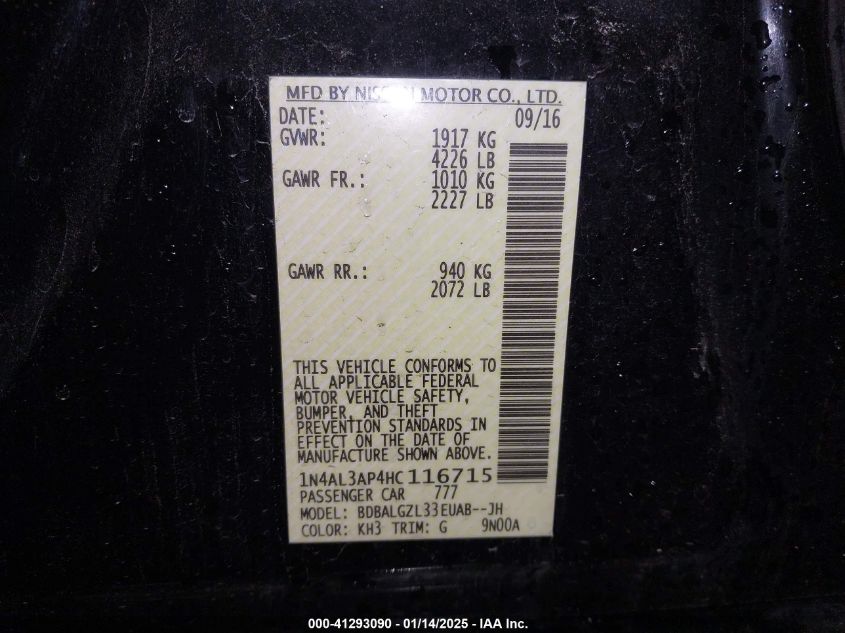 MFD BY NISSAN MOTOR CO., LTD.
DATE: 09/16
GVWR: 1917 KG
4226 LB
GAWR FR.: 1010 KG
2227 LB
GAWR RR.: 940 KG
2072 LB
THIS VEHICLE CONFORMS TO
ALL APPLICABLE FEDERAL
MOTOR VEHICLE SAFETY,
BUMPER, AND THEFT
PREVENTION STANDARDS IN
EFFECT ON THE DATE OF
MANUFACTURE SHOWN ABOVE.
1N4AL3AP4HC116715
PASSENGER CAR 777
MODEL: BDBALGZL33EUAB--JH
COLOR: KH3 TRIM: G 9N00A
000-41293090 - 01/14/2025 - IAA Inc.